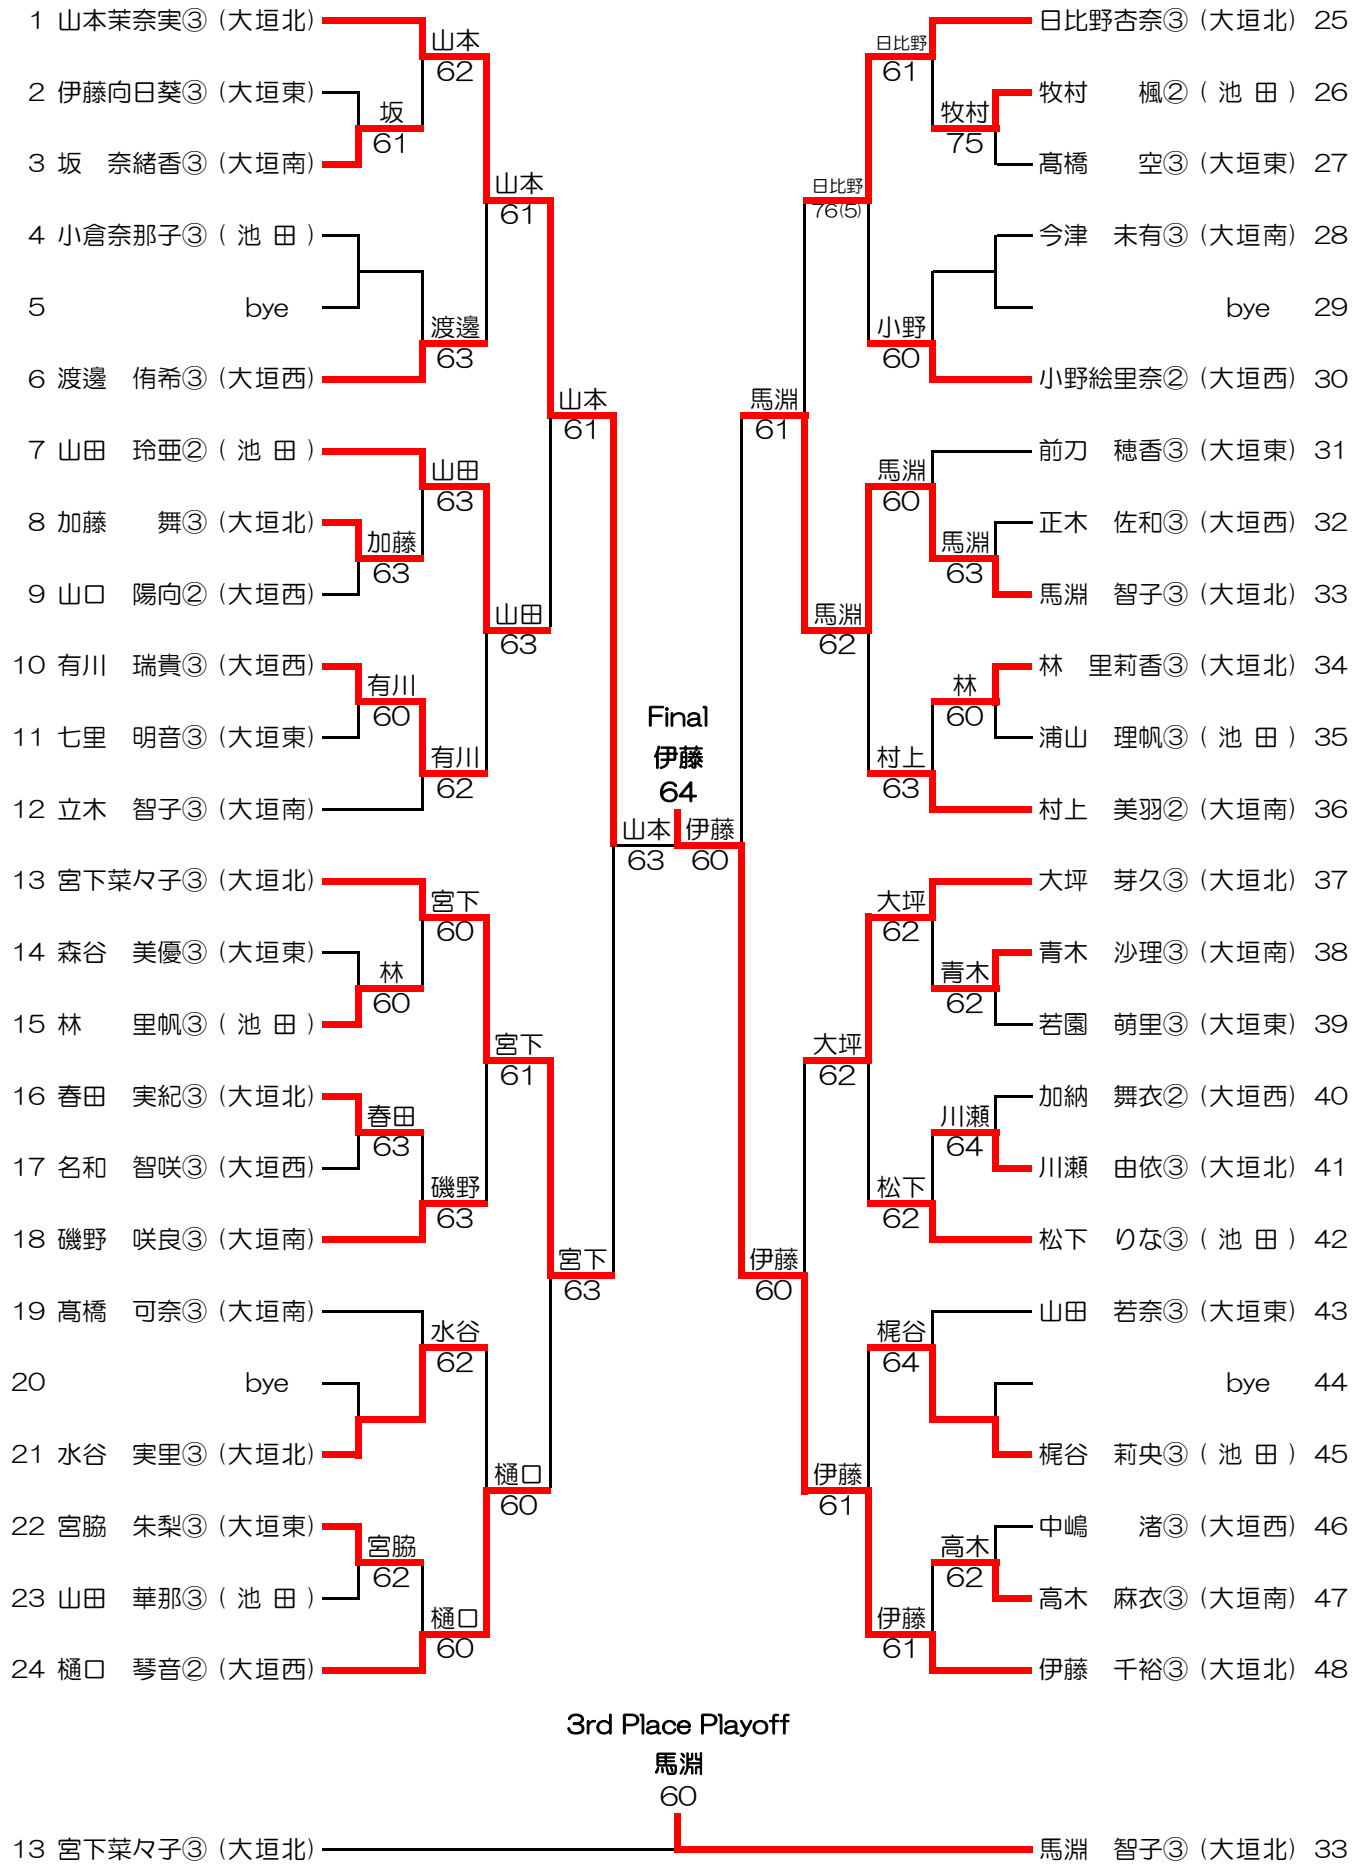 1 山本茉奈実③ (大垣北)
山本
62
2 伊藤向日葵③ (大垣東)
坂
61
3 坂 奈緒香③ (大垣南)
山本
61
4 小倉奈那子③ ( 池 田 )
5 bye
渡邊
63
6 渡邊 侑希③ (大垣西)
山本
61
7 山田 玲亜② ( 池 田 )
山田
63
8 加藤 舞③ (大垣北)
加藤
63
9 山口 陽向② (大垣西)
山田
63
10 有川 瑞貴③ (大垣西)
有川
60
11 七里 明音③ (大垣東)
有川
62
12 立木 智子③ (大垣南)
山本
63
13 宮下菜々子③ (大垣北)
宮下
60
14 森谷 美優③ (大垣東)
林
60
15 林 里帆③ ( 池 田 )
宮下
61
16 春田 実紀③ (大垣北)
春田
63
17 名和 智咲③ (大垣西)
磯野
63
18 磯野 咲良③ (大垣南)
宮下
63
19 髙橋 可奈③ (大垣南)
水谷
62
20 bye
21 水谷 実里③ (大垣北)
樋口
60
22 宮脇 朱梨③ (大垣東)
宮脇
62
23 山田 華那③ ( 池 田 )
樋口
60
24 樋口 琴音② (大垣西)
Final
伊藤
64
日比野杏奈③ (大垣北) 25
日比野
61
牧村 楓② ( 池 田 ) 26
牧村
75
髙橋 空③ (大垣東) 27
日比野
76(5)
今津 未有③ (大垣南) 28
bye 29
小野
60
小野絵里奈② (大垣西) 30
馬淵
61
前刀 穂香③ (大垣東) 31
馬淵
60
正木 佐和③ (大垣西) 32
馬淵
63
馬淵 智子③ (大垣北) 33
馬淵
62
林 里莉香③ (大垣北) 34
林
60
浦山 理帆③ ( 池 田 ) 35
村上
63
村上 美羽② (大垣南) 36
伊藤
60
大坪 芽久③ (大垣北) 37
大坪
62
青木 沙理③ (大垣南) 38
青木
62
若園 萌里③ (大垣東) 39
大坪
62
加納 舞衣② (大垣西) 40
川瀬
64
川瀬 由依③ (大垣北) 41
松下
62
松下 りな③ ( 池 田 ) 42
伊藤
60
山田 若奈③ (大垣東) 43
梶谷
64
bye 44
梶谷 莉央③ ( 池 田 ) 45
伊藤
61
中嶋 渚③ (大垣西) 46
高木
62
高木 麻衣③ (大垣南) 47
伊藤
61
伊藤 千裕③ (大垣北) 48
3rd Place Playoff
馬淵
60
13 宮下菜々子③ (大垣北)
馬淵 智子③ (大垣北) 33